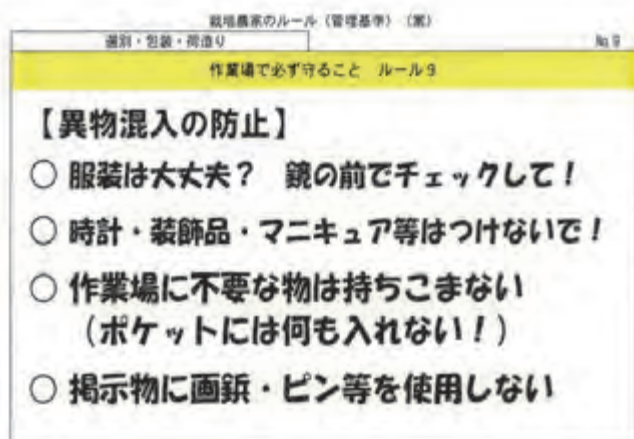 栽培農家のルール（管理基準）（案）
選別・包装・荷造り
No.9
作業場で必ず守ること　ルール9
【異物混入の防止】
○ 服装は大丈夫？　鏡の前でチェックして！
○ 時計・装飾品・マニキュア等はつけないで！
○ 作業場に不要な物は持ちこまない
（ポケットには何も入れない！）
○ 掲示物に画鋲・ピン等を使用しない